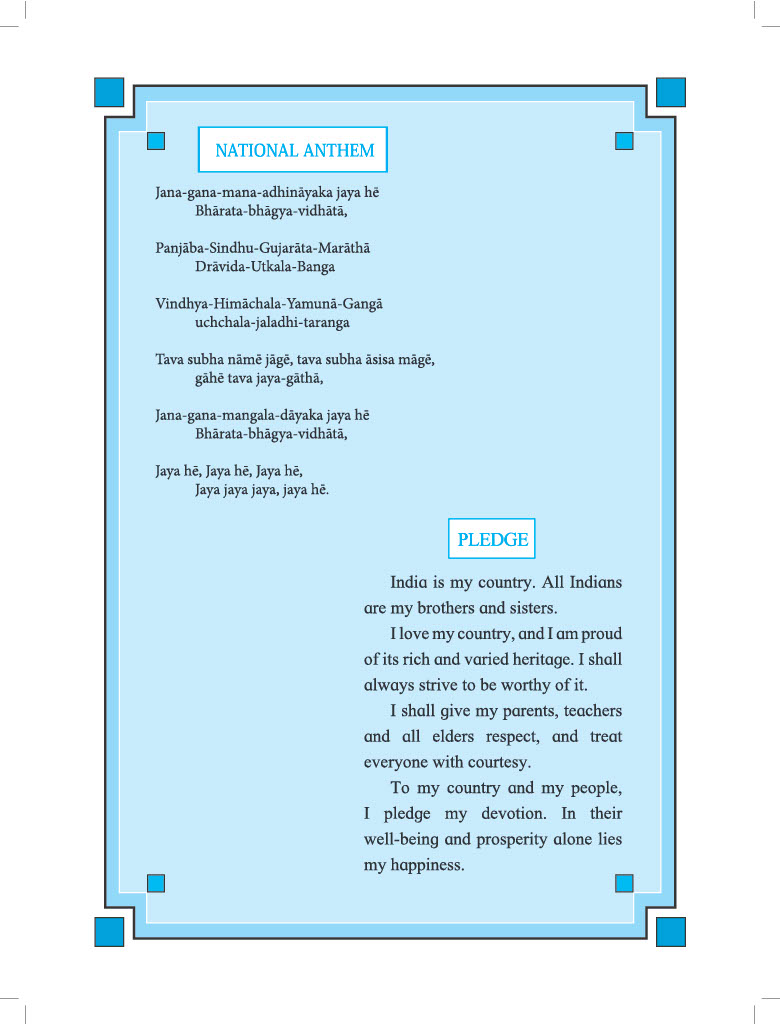 NATIONAL ANTHEM
Jana-gana-mana-adhināyaka jaya hē
Bhārata-bhāgya-vidhātā,
Panjāba-Sindhu-Gujarāta-Marāthā
Drāvida-Utkala-Banga
Vindhya-Himāchala-Yamunā-Gangā
uchchala-jaladhi-taranga
Tava subha nāmē jāgē, tava subha āsisa māgē,
gāhē tava jaya-gāthā,
Jana-gana-mangala-dāyaka jaya hē
Bhārata-bhāgya-vidhātā,
Jaya hē, Jaya hē, Jaya hē,
Jaya jaya jaya, jaya hē.
PLEDGE
India is my country. All Indians
are my brothers and sisters.
I love my country, and I am proud
of its rich and varied heritage. I shall
always strive to be worthy of it.
I shall give my parents, teachers
and all elders respect, and treat
everyone with courtesy.
To my country and my people,
I pledge my devotion. In their
well-being and prosperity alone lies
my happiness.